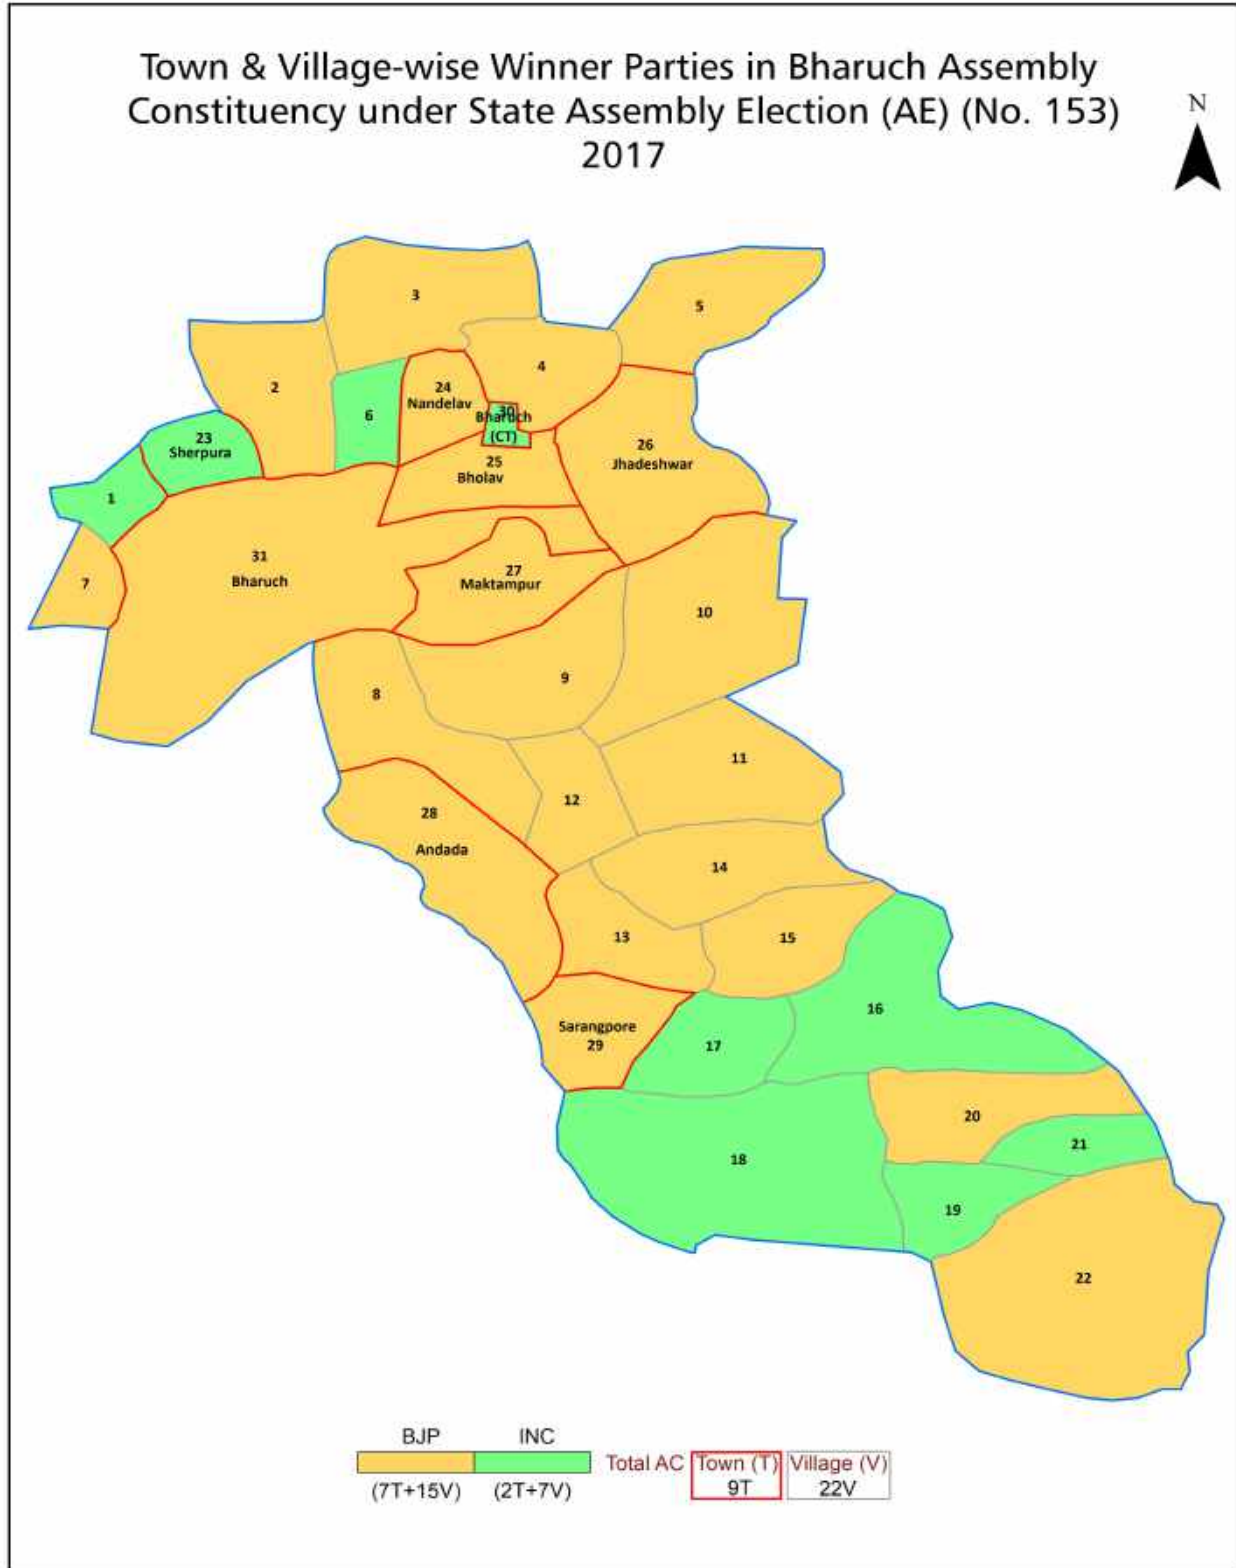 Town & Village-wise Winner Parties in Bharuch Assembly
Constituency under State Assembly Election (AE) (No. 153)
2017
N
3
5
4
2
24
Nandelav
6
30
Bharuch
(CT)
23
Sherpura
26
Jhadeshwar
25
Bholav
1
31
Bharuch
27
Maktampur
7
10
9
8
11
12
28
Andada
14
13
15
16
Sarangpore
29
17
20
21
18
19
22
BJP
INC
(7T+15V)
(2T+7V)
Total AC
Town (T)
9T
Village (V)
22V